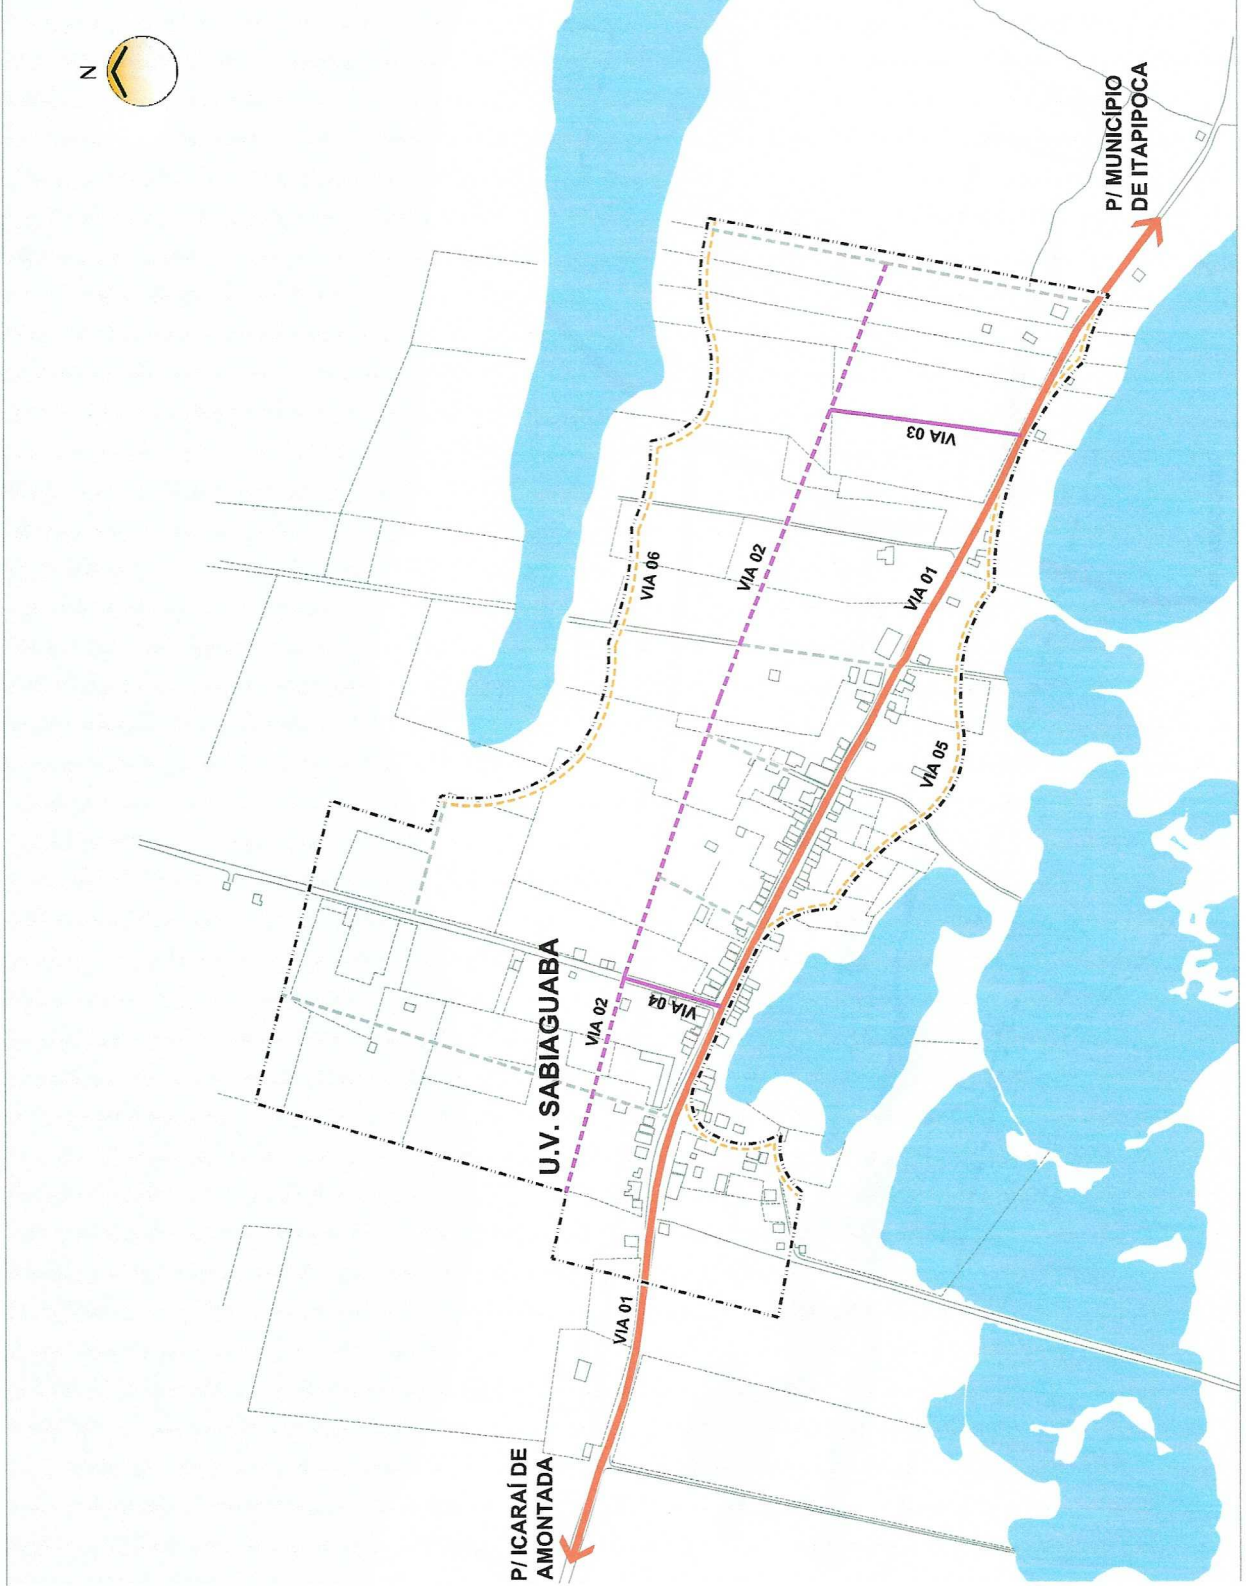 N
P/ MUNICÍPIO
DE ITAPIPOCA
VIA 03
VIA 06
VIA 02
VIA 01
VIA 05
U.V. SABIAGUABA
VIA 02
VIA 04
VIA 01
P/ ICARAÍ DE
AMONTADA